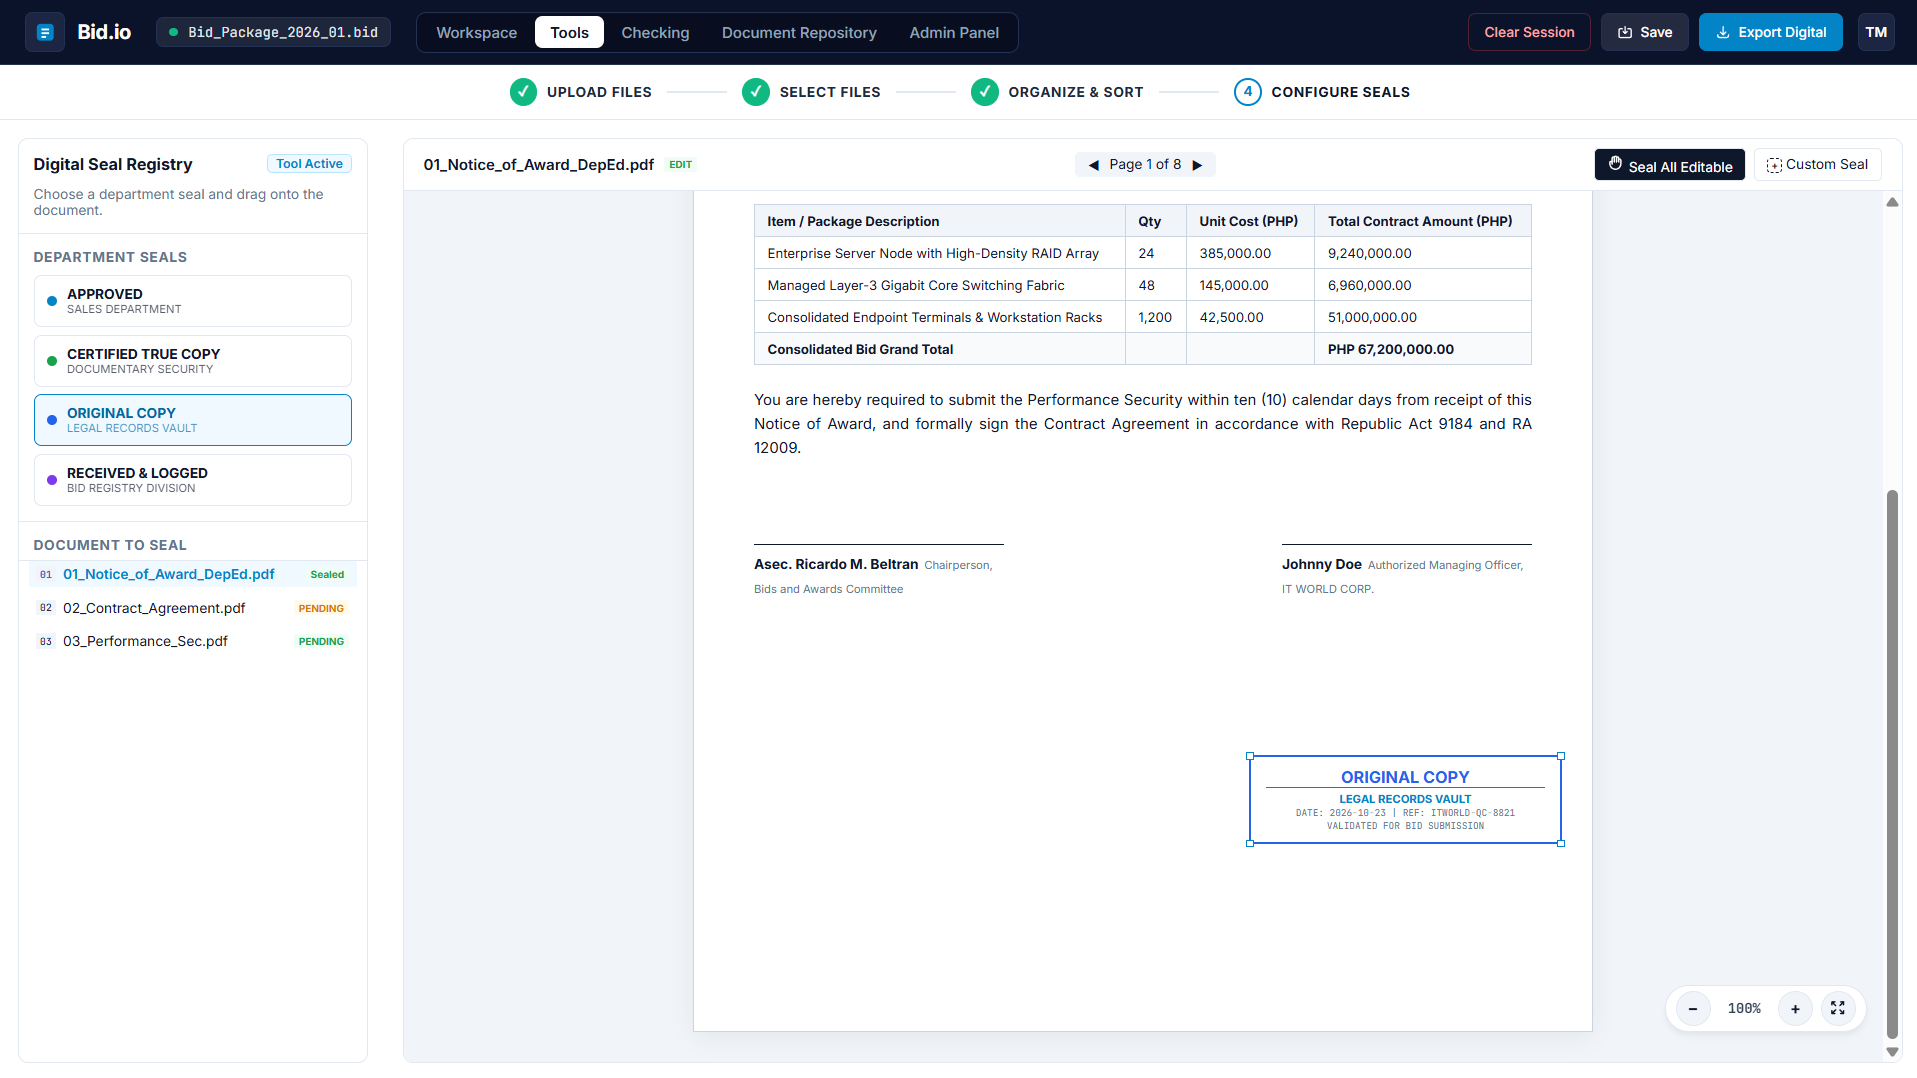 Bid.io
Bid_Package_2026_01.bid
Workspace
Tools
Checking
Document Repository
Admin Panel
Clear Session
Save
Export Digital
TM
UPLOAD FILES
SELECT FILES
ORGANIZE & SORT
4
CONFIGURE SEALS
Digital Seal Registry
Tool Active
Choose a department seal and drag onto the
document.
DEPARTMENT SEALS
APPROVED
SALES DEPARTMENT
CERTIFIED TRUE COPY
DOCUMENTARY SECURITY
ORIGINAL COPY
LEGAL RECORDS VAULT
RECEIVED & LOGGED
BID REGISTRY DIVISION
DOCUMENT TO SEAL
01 01_Notice_of_Award_DepEd.pdf Sealed
02 02_Contract_Agreement.pdf PENDING
03 03_Performance_Sec.pdf PENDING
01_Notice_of_Award_DepEd.pdf EDIT
◀ Page 1 of 8 ▶
Seal All Editable
Custom Seal
Item / Package Description Qty Unit Cost (PHP) Total Contract Amount (PHP)
Enterprise Server Node with High-Density RAID Array 24 385,000.00 9,240,000.00
Managed Layer-3 Gigabit Core Switching Fabric 48 145,000.00 6,960,000.00
Consolidated Endpoint Terminals & Workstation Racks 1,200 42,500.00 51,000,000.00
Consolidated Bid Grand Total PHP 67,200,000.00
You are hereby required to submit the Performance Security within ten (10) calendar days from receipt of this
Notice of Award, and formally sign the Contract Agreement in accordance with Republic Act 9184 and RA
12009.
Asec. Ricardo M. Beltran Chairperson,
Bids and Awards Committee
Johnny Doe Authorized Managing Officer,
IT WORLD CORP.
ORIGINAL COPY
LEGAL RECORDS VAULT
DATE: 2026-10-23 | REF: ITWORLD-QC-8821
VALIDATED FOR BID SUBMISSION
− 100% +